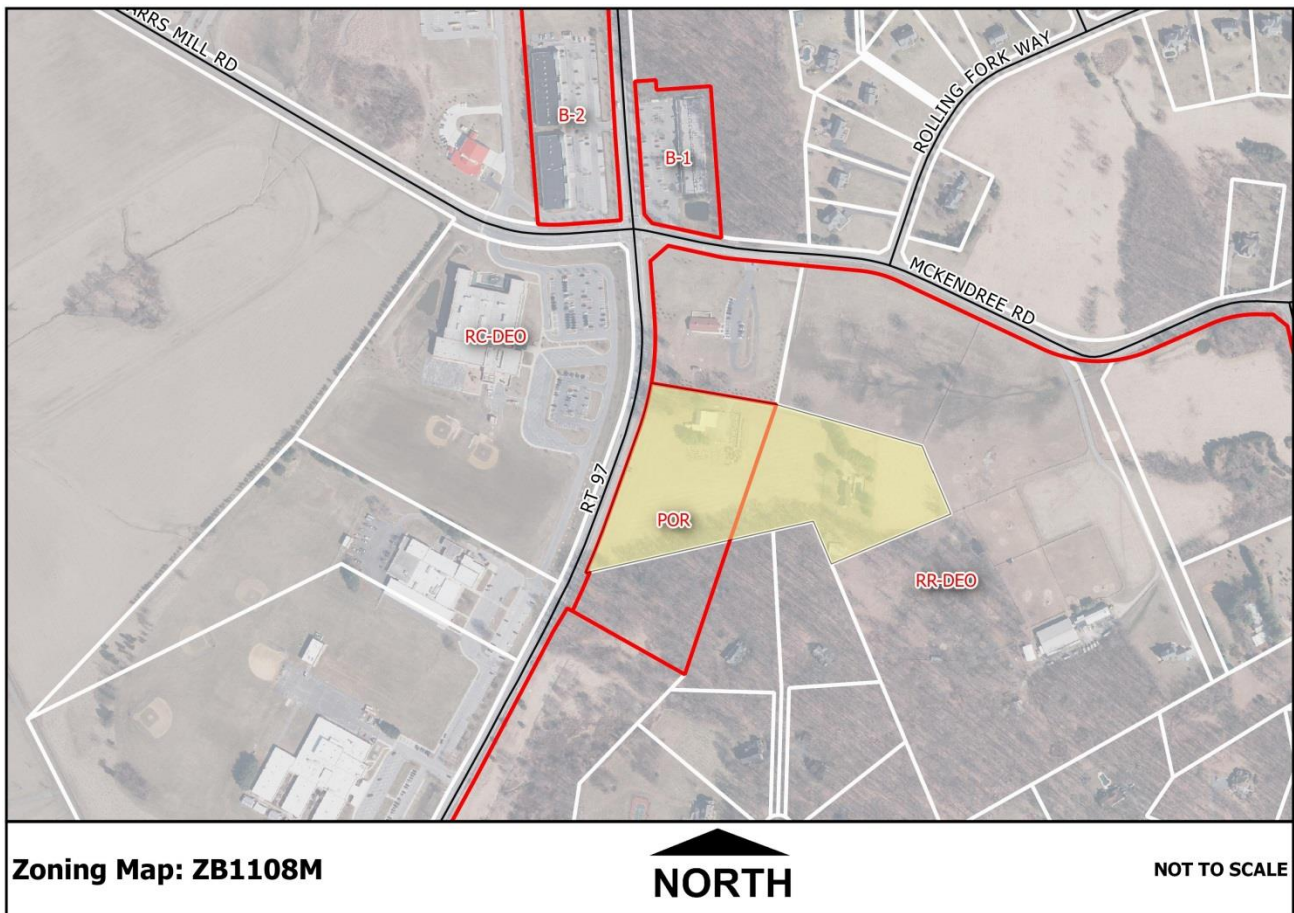 ARRS MILL RD
B-2
B-1
ROLLING FORK WAY
MCKENDREE RD
RC-DEO
RT 97
POR
RR-DEO
Zoning Map: ZB1108M
NORTH
NOT TO SCALE